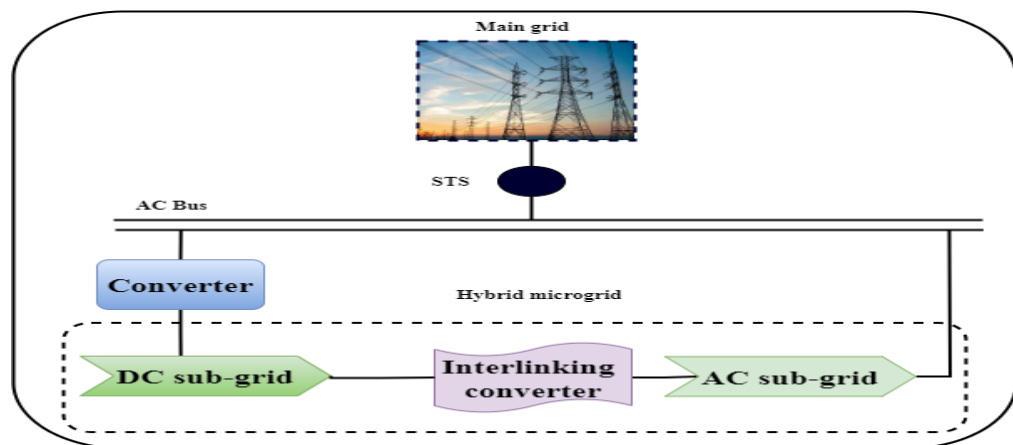 Main grid
STS
AC Bus
Converter
Hybrid microgrid
DC sub-grid
Interlinking
converter
AC sub-grid